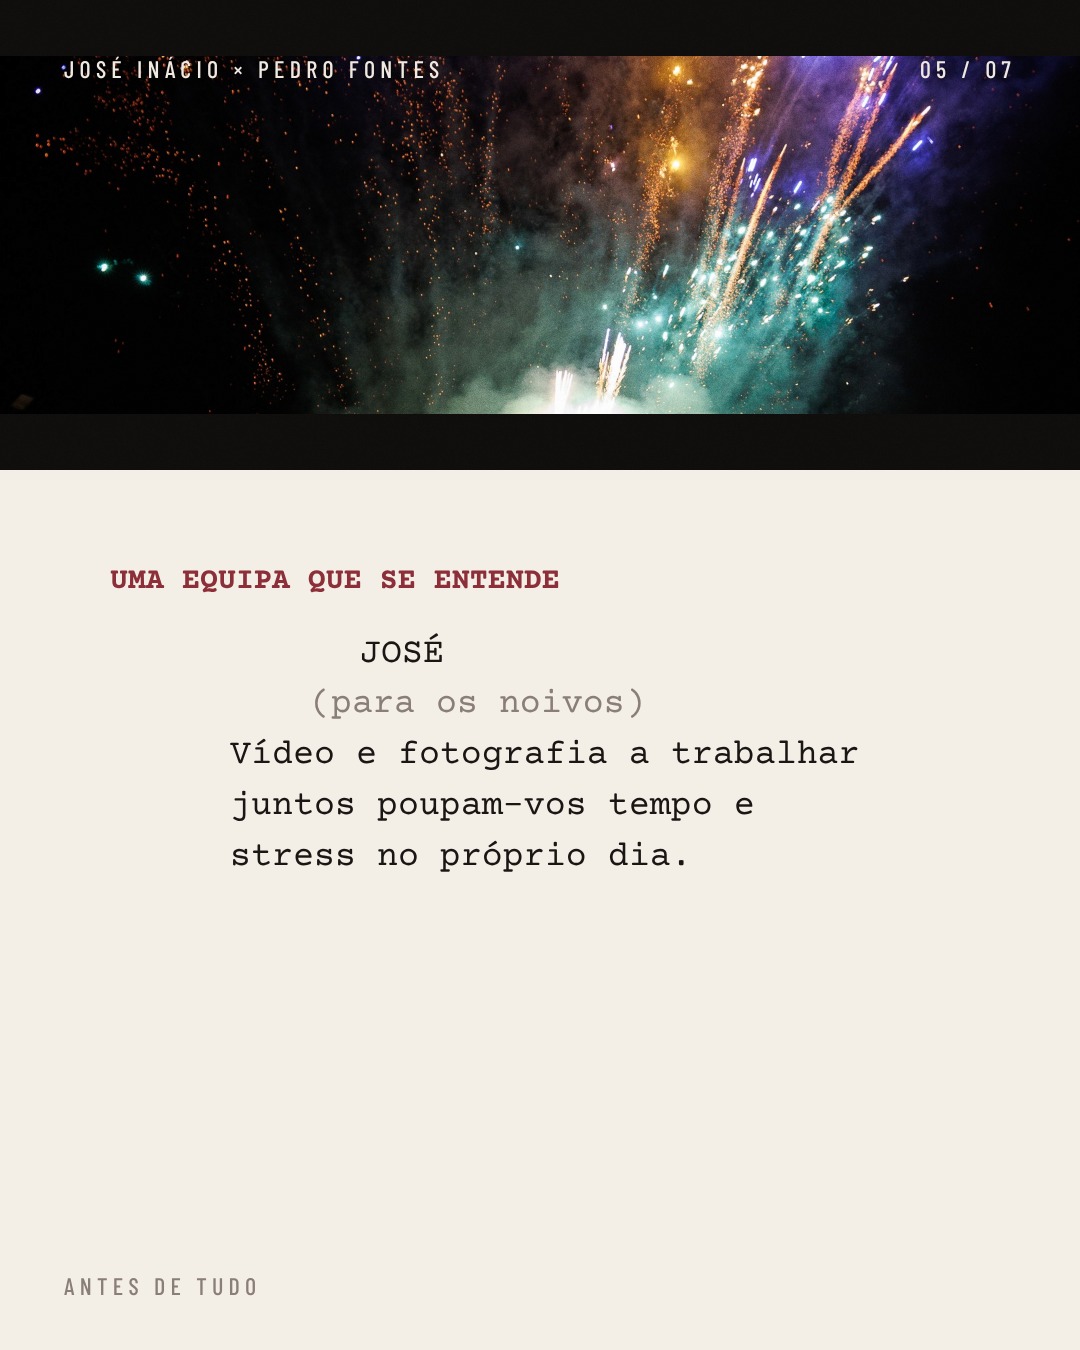 JOSÉ INÁCIO × PEDRO FONTES
05 / 07
UMA EQUIPA QUE SE ENTENDE
JOSÉ
(para os noivos)
Vídeo e fotografia a trabalhar
juntos poupam-vos tempo e
stress no próprio dia.
ANTES DE TUDO